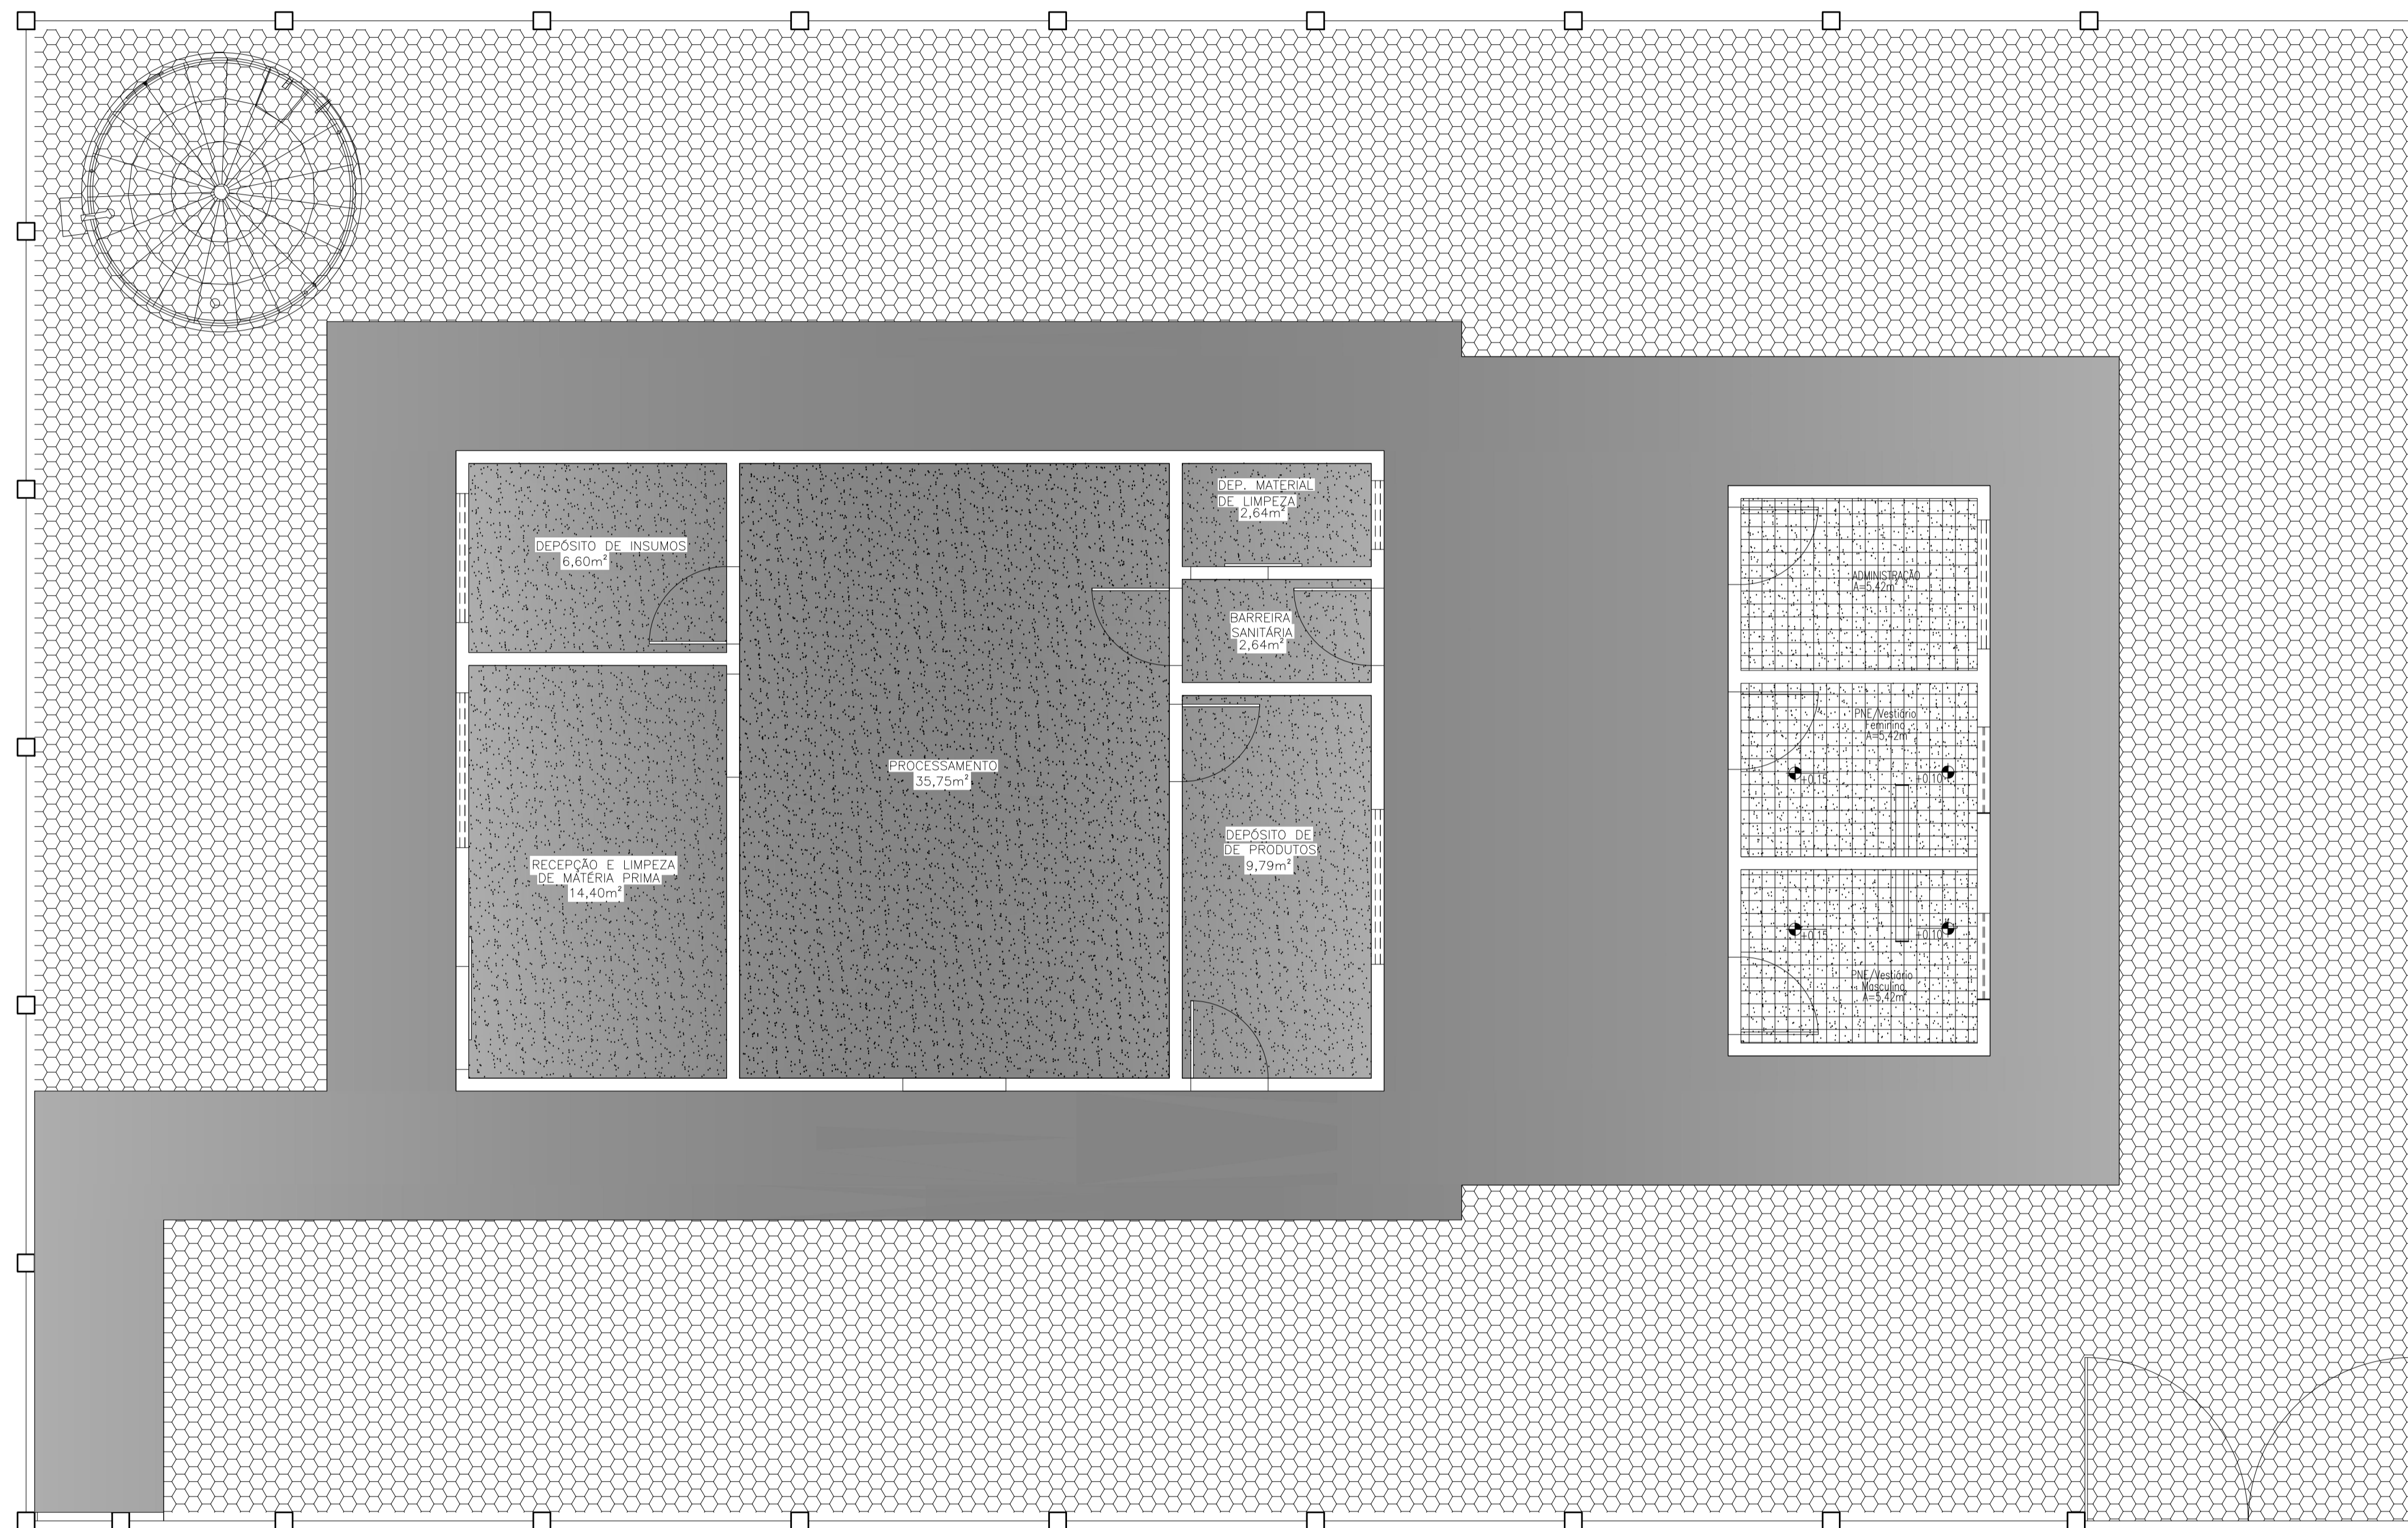 DEP. MATERIAL
DE LIMPEZA
2,64m²
DEPÓSITO DE INSUMOS
6,60m²
BARREIRA
SANITÁRIA
2,64m²
PROCESSAMENTO
35,75m²
DEPÓSITO DE
DE PRODUTOS
9,79m²
RECEPÇÃO E LIMPEZA
DE MATÉRIA PRIMA
14,40m²
ADMINISTRAÇÃO
A=5,42m²
PNE/Vestiário
Feminino
A=5,42m²
+0,15
+0,10
+0,15
+0,10
PNE/Vestiário
Masculino
A=5,42m²